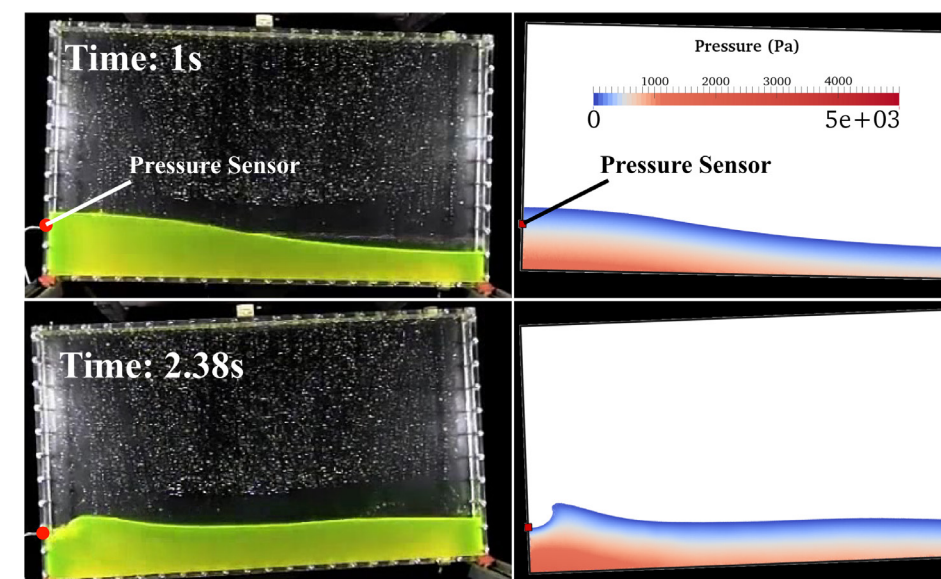 Time: 1s
Pressure Sensor
Pressure (Pa)
1000 2000 3000 4000
0 5e+03
Pressure Sensor
Time: 2.38s